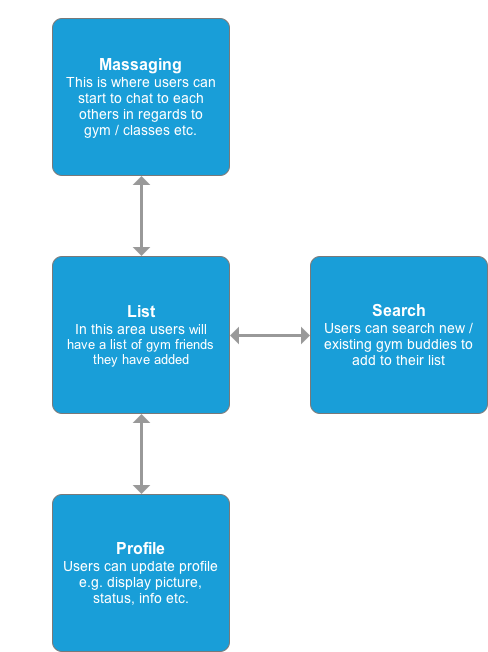 Massaging
This is where users can
start to chat to each
others in regards to
gym / classes etc.
List
In this area users will
have a list of gym friends
they have added
Search
Users can search new /
existing gym buddies to
add to their list
Profile
Users can update profile
e.g. display picture,
status, info etc.